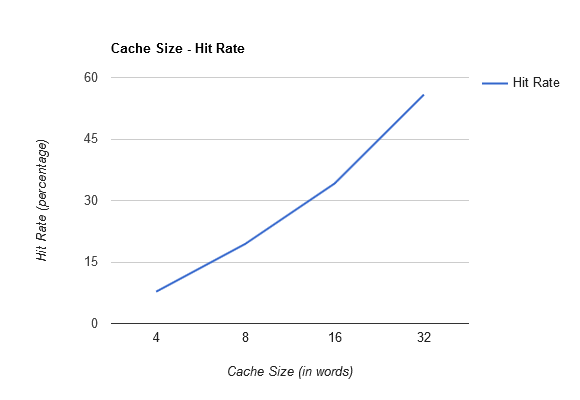 Cache Size - Hit Rate
Hit Rate
Hit Rate (percentage)
60
45
30
15
0
4 8 16 32
Cache Size (in words)